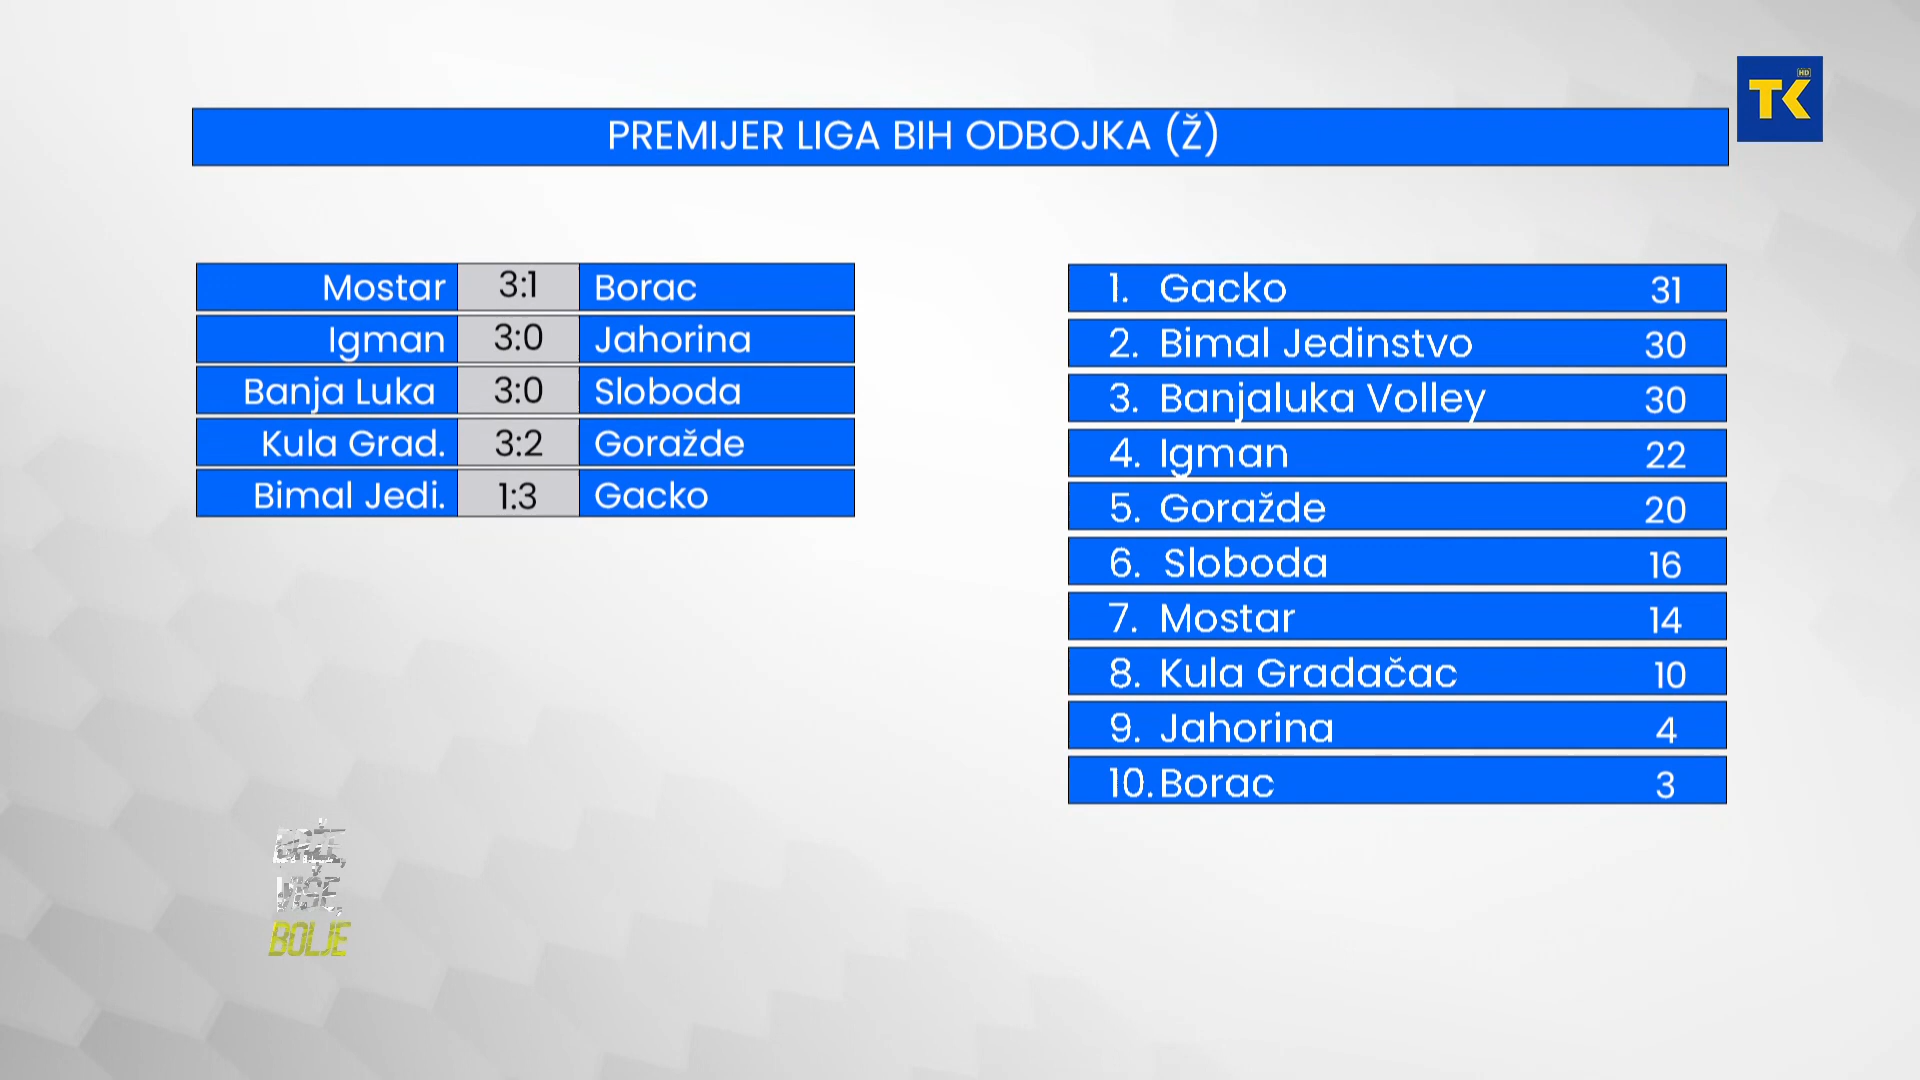 TK HD
PREMIJER LIGA BIH ODBOJKA (Ž)
Mostar 3:1 Borac
Igman 3:0 Jahorina
Banja Luka 3:0 Sloboda
Kula Grad. 3:2 Goražde
Bimal Jedi. 1:3 Gacko
1. Gacko 31
2. Bimal Jedinstvo 30
3. Banjaluka Volley 30
4. Igman 22
5. Goražde 20
6. Sloboda 16
7. Mostar 14
8. Kula Gradačac 10
9. Jahorina 4
10. Borac 3
VIŠE,
BOLJE